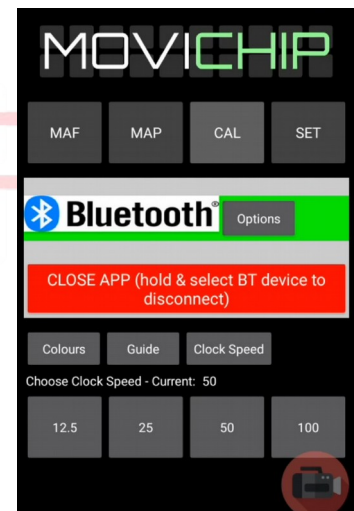 MOVICHIP
MAF MAP CAL SET
Bluetooth® Options
CLOSE APP (hold & select BT device to
disconnect)
Colours Guide Clock Speed
Choose Clock Speed - Current: 50
12.5 25 50 100